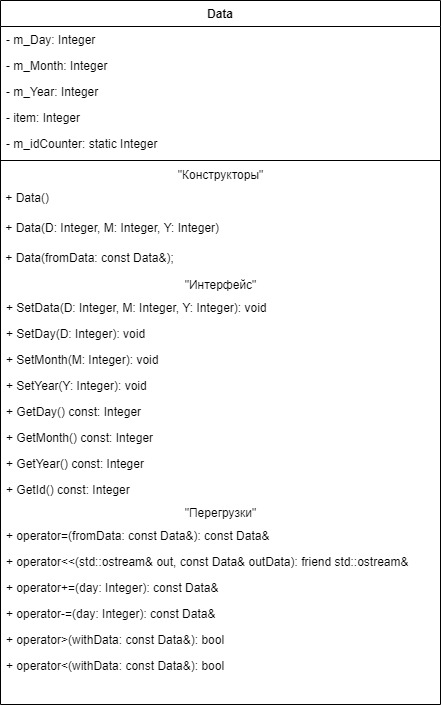 Data
- m_Day: Integer
- m_Month: Integer
- m_Year: Integer
- item: Integer
- m_idCounter: static Integer
"Конструкторы"
+ Data()
+ Data(D: Integer, M: Integer, Y: Integer)
+ Data(fromData: const Data&);
"Интерфейс"
+ SetData(D: Integer, M: Integer, Y: Integer): void
+ SetDay(D: Integer): void
+ SetMonth(M: Integer): void
+ SetYear(Y: Integer): void
+ GetDay() const: Integer
+ GetMonth() const: Integer
+ GetYear() const: Integer
+ GetId() const: Integer
"Перегрузки"
+ operator=(fromData: const Data&): const Data&
+ operator<<(std::ostream& out, const Data& outData): friend std::ostream&
+ operator+=(day: Integer): const Data&
+ operator-=(day: Integer): const Data&
+ operator>(withData: const Data&): bool
+ operator<(withData: const Data&): bool